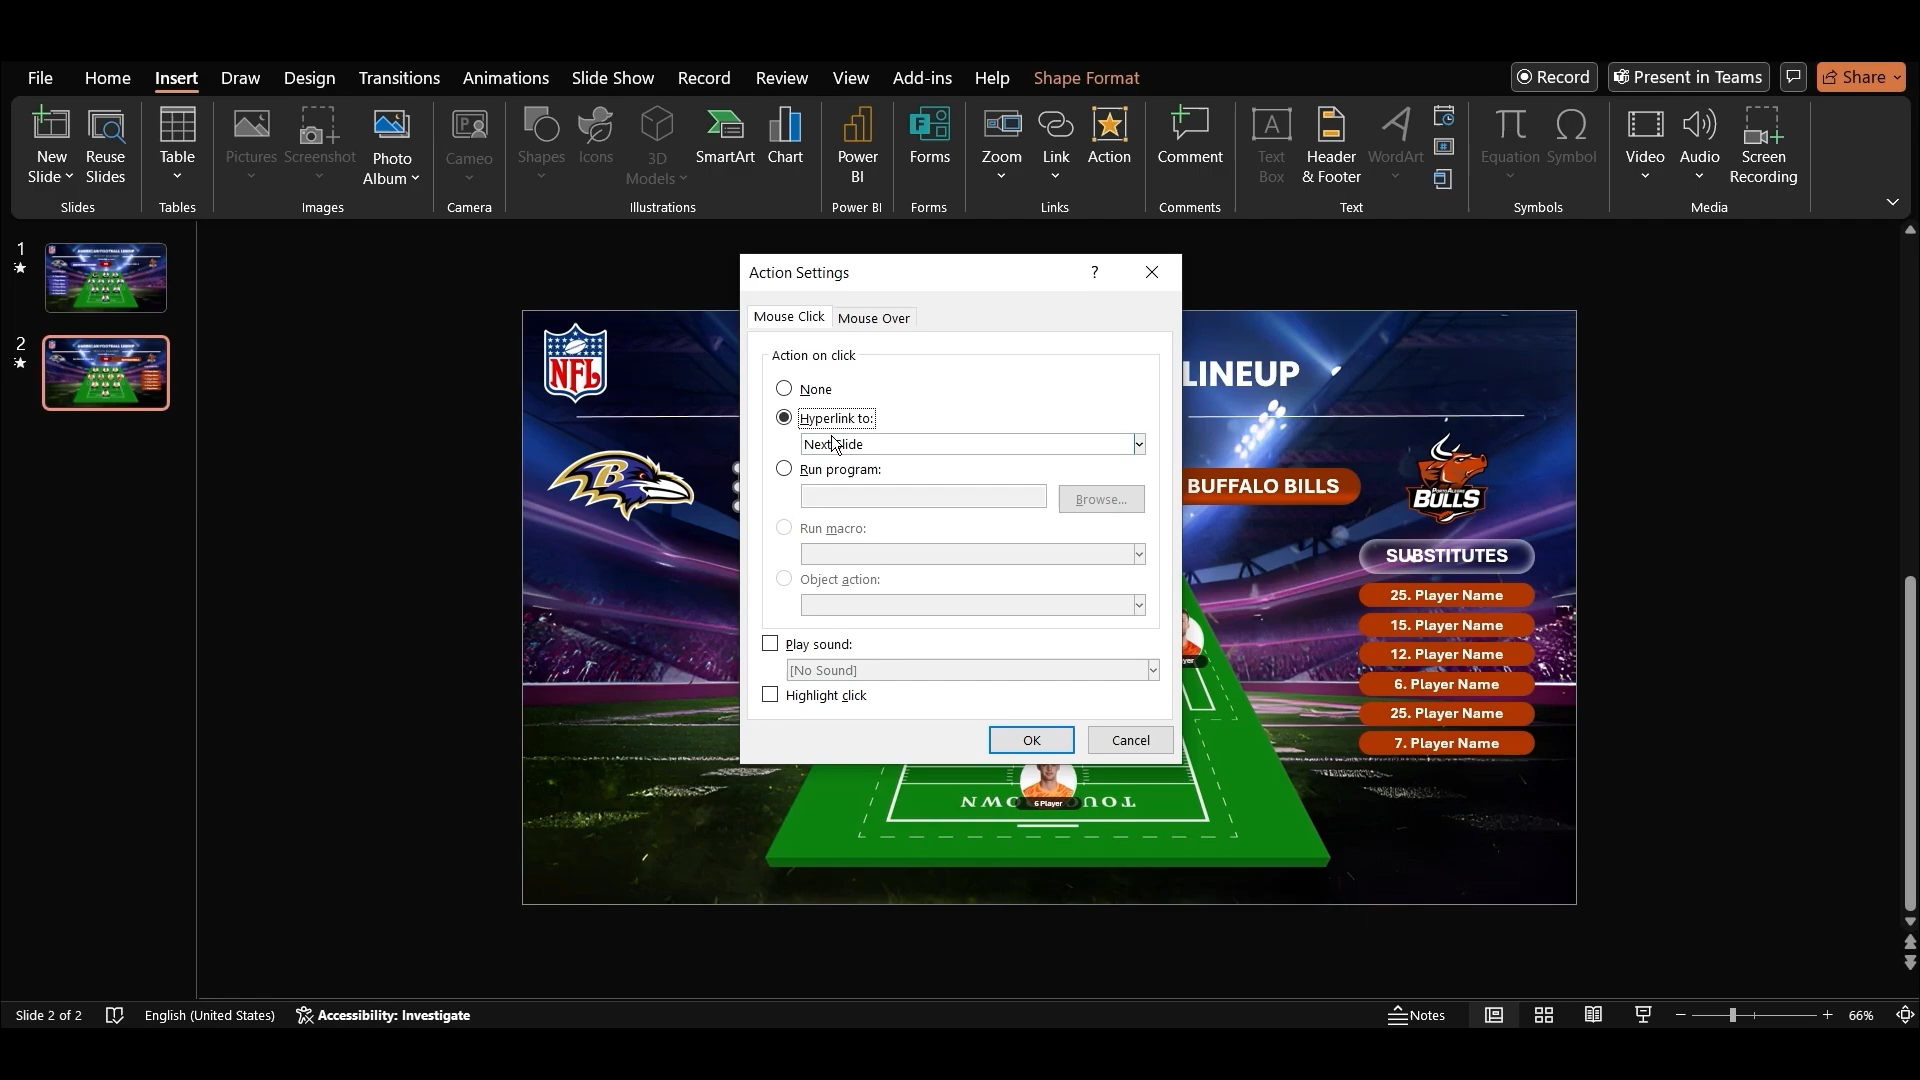 File Home Insert Draw Design Transitions Animations Slide Show Record Review View Add-ins Help Shape Format
Record Present in Teams Share
New Slide
Reuse Slides
Table
Pictures
Screenshot
Photo Album
Cameo
Shapes
Icons
3D Models
SmartArt
Chart
Power BI
Forms
Zoom
Link
Action
Comment
Text Box
Header & Footer
WordArt
Equation
Symbol
Video
Audio
Screen Recording
Slides Tables Images Camera Illustrations Power BI Forms Links Comments Text Symbols Media
1
2
Action Settings ?
Mouse Click Mouse Over
Action on click
None
Hyperlink to:
Next Slide
Run program:
Browse...
Run macro:
Object action:
Play sound:
[No Sound]
Highlight click
OK Cancel
NFL
LINEUP
B
BUFFALO BILLS
BULLS
SUBSTITUTES
25. Player Name
15. Player Name
12. Player Name
6. Player Name
25. Player Name
7. Player Name
6 Player
Slide 2 of 2 English (United States) Accessibility: Investigate Notes 66%